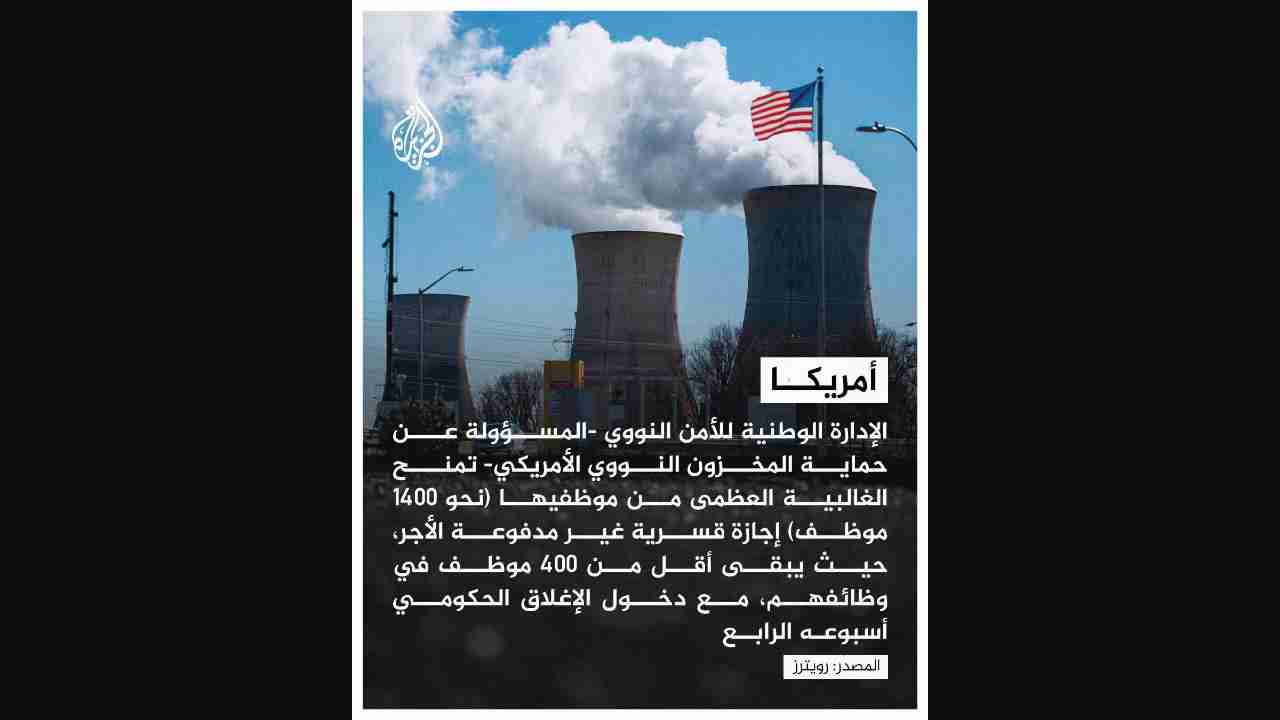 الجزيرة
أمريكا
الإدارة الوطنية للأمن النووي -المسؤولة عن
حماية المخزون النووي الأمريكي- تمنح
الغالبية العظمى من موظفيها (نحو 1400
موظف) إجازة قسرية غير مدفوعة الأجر،
حيث يبقى أقل من 400 موظف في
وظائفهم، مع دخول الإغلاق الحكومي
أسبوعه الرابع
المصدر: رويترز